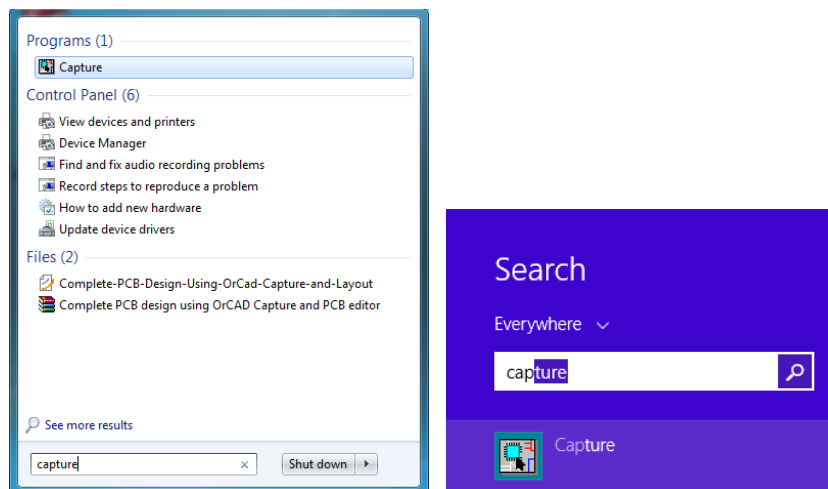 Programs (1)
Capture
Control Panel (6)
View devices and printers
Device Manager
Find and fix audio recording problems
Record steps to reproduce a problem
How to add new hardware
Update device drivers
Files (2)
Complete-PCB-Design-Using-OrCad-Capture-and-Layout
Complete PCB design using OrCAD Capture and PCB editor
See more results
capture
Shut down
Search
Everywhere
capture
Capture